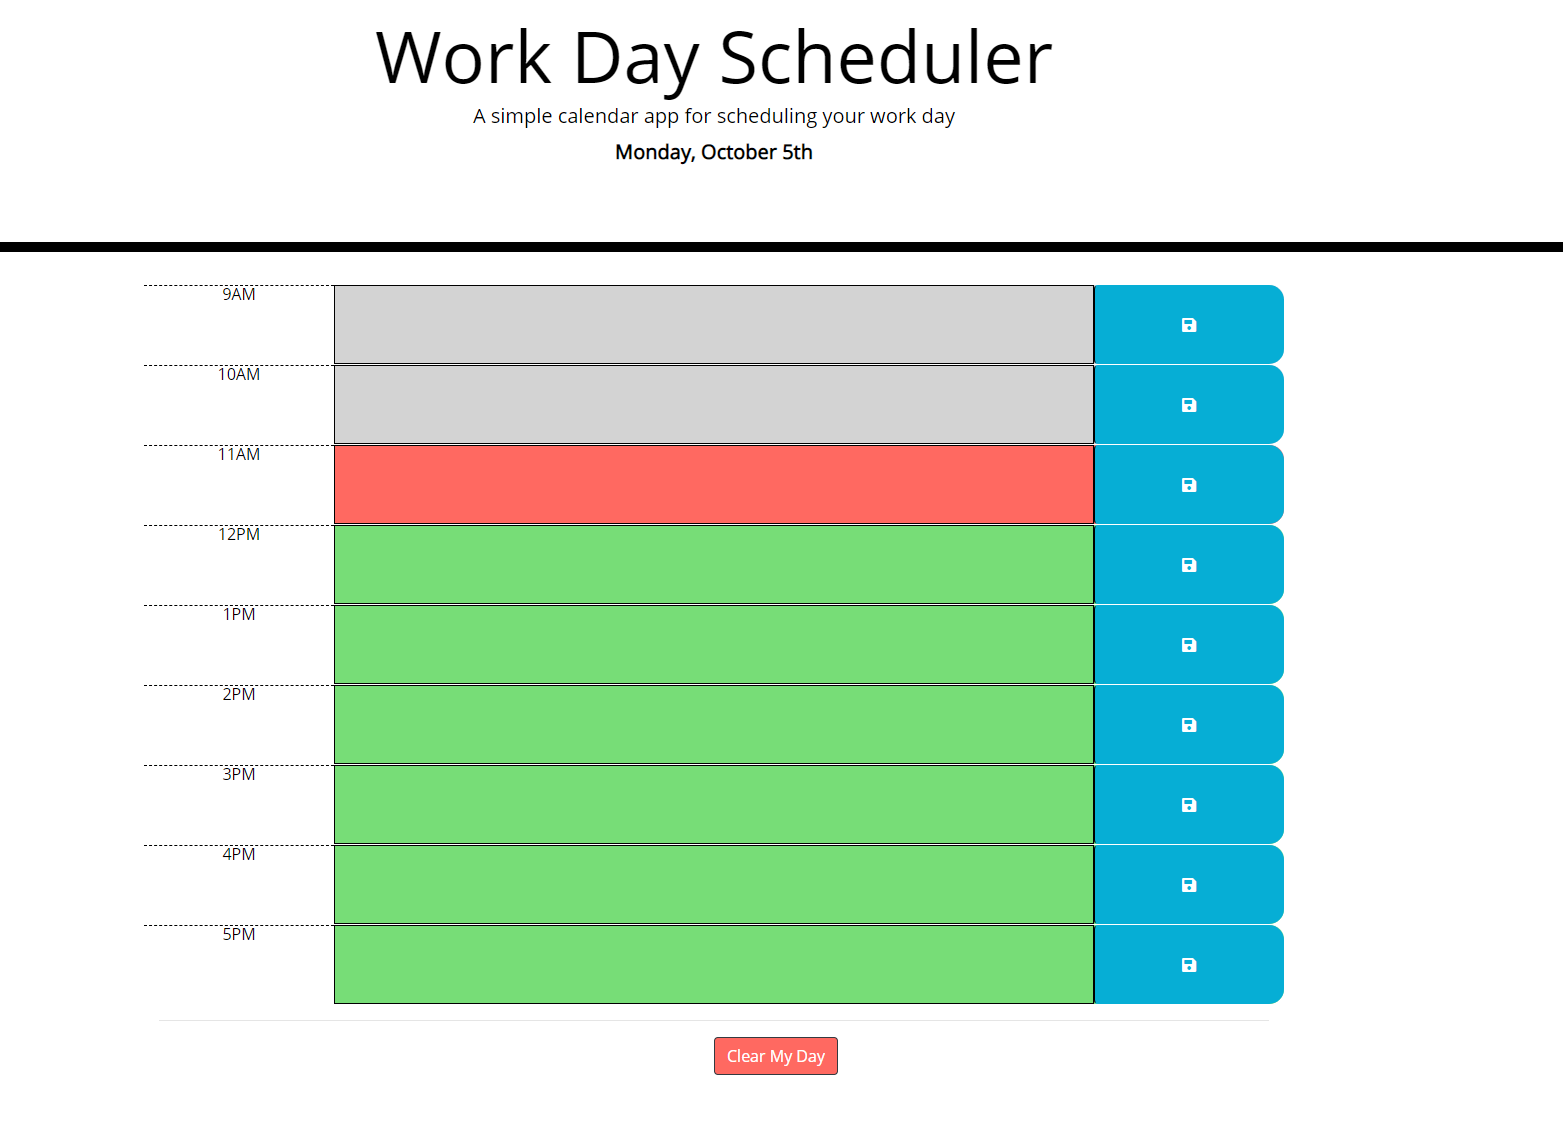 Work Day Scheduler
A simple calendar app for scheduling your work day
Monday, October 5th
9AM
10AM
11AM
12PM
1PM
2PM
3PM
4PM
5PM
Clear My Day